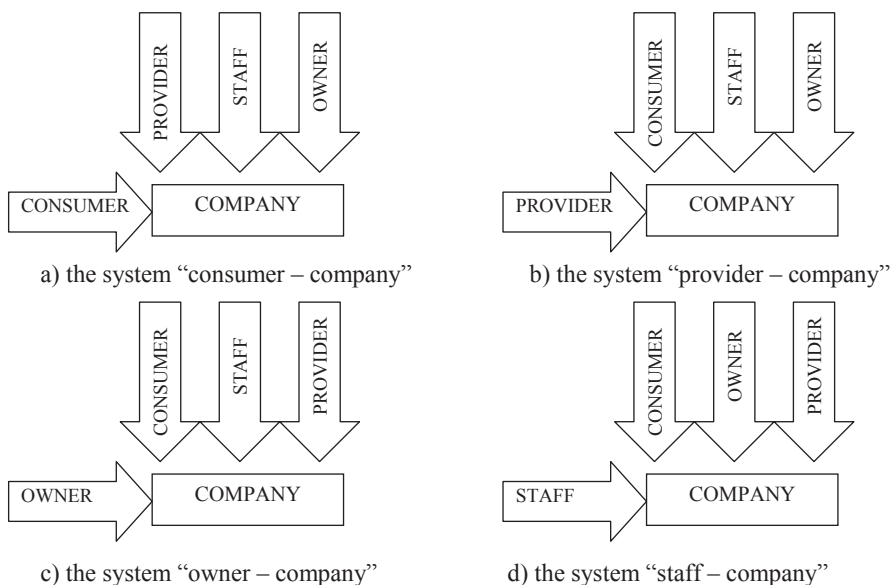 PROVIDER
STAFF
OWNER
CONSUMER
COMPANY
a) the system “consumer – company”
CONSUMER
STAFF
OWNER
PROVIDER
COMPANY
b) the system “provider – company”
CONSUMER
STAFF
PROVIDER
OWNER
COMPANY
c) the system “owner – company”
CONSUMER
OWNER
PROVIDER
STAFF
COMPANY
d) the system “staff – company”